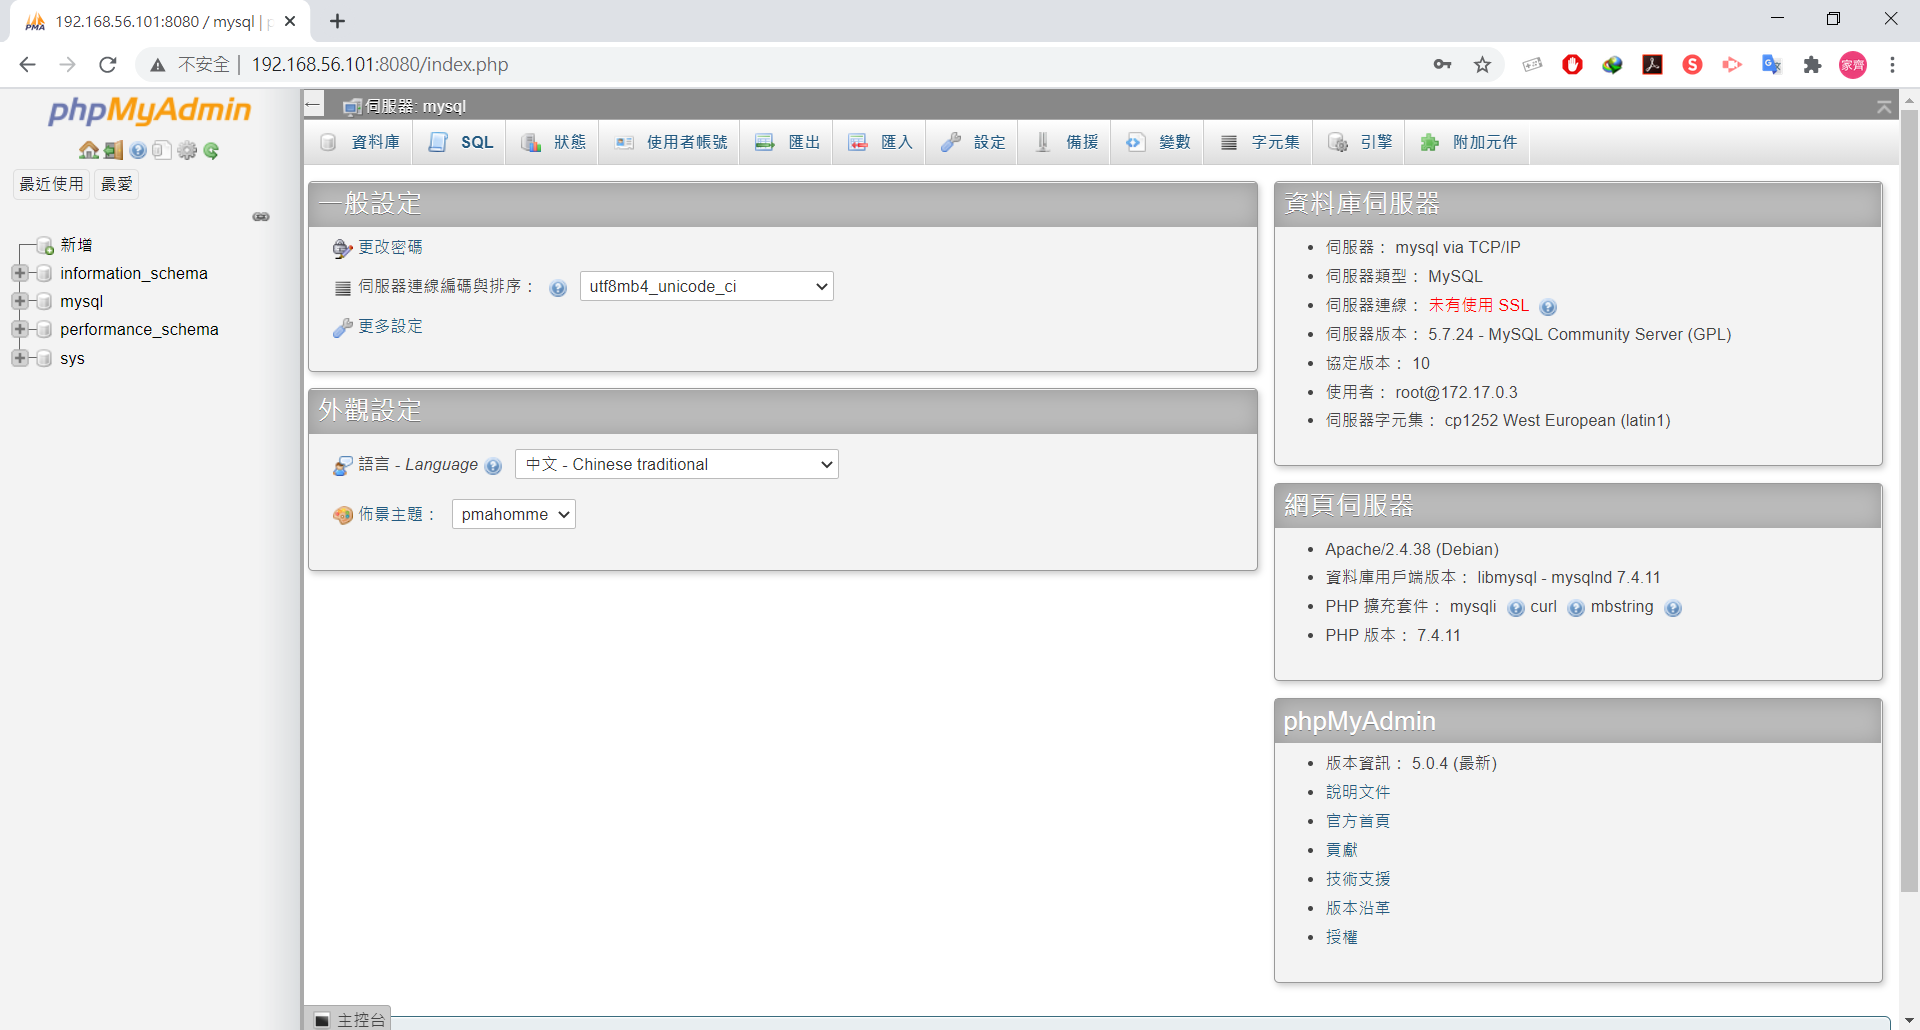 192.168.56.101:8080 / mysql |
不安全 | 192.168.56.101:8080/index.php
家齊
phpMyAdmin
最近使用 最愛
新增
information_schema
mysql
performance_schema
sys
伺服器: mysql
資料庫 SQL 狀態 使用者帳號 匯出 匯入 設定 備援 變數 字元集 引擎 附加元件
一般設定
更改密碼
伺服器連線編碼與排序： utf8mb4_unicode_ci
更多設定
外觀設定
語言 - Language 中文 - Chinese traditional
佈景主題： pmahomme
資料庫伺服器
• 伺服器： mysql via TCP/IP
• 伺服器類型： MySQL
• 伺服器連線： 未有使用 SSL
• 伺服器版本： 5.7.24 - MySQL Community Server (GPL)
• 協定版本： 10
• 使用者： root@172.17.0.3
• 伺服器字元集： cp1252 West European (latin1)
網頁伺服器
• Apache/2.4.38 (Debian)
• 資料庫用戶端版本： libmysql - mysqlnd 7.4.11
• PHP 擴充套件： mysqli curl mbstring
• PHP 版本： 7.4.11
phpMyAdmin
• 版本資訊： 5.0.4 (最新)
• 說明文件
• 官方首頁
• 貢獻
• 技術支援
• 版本沿革
• 授權
主控台